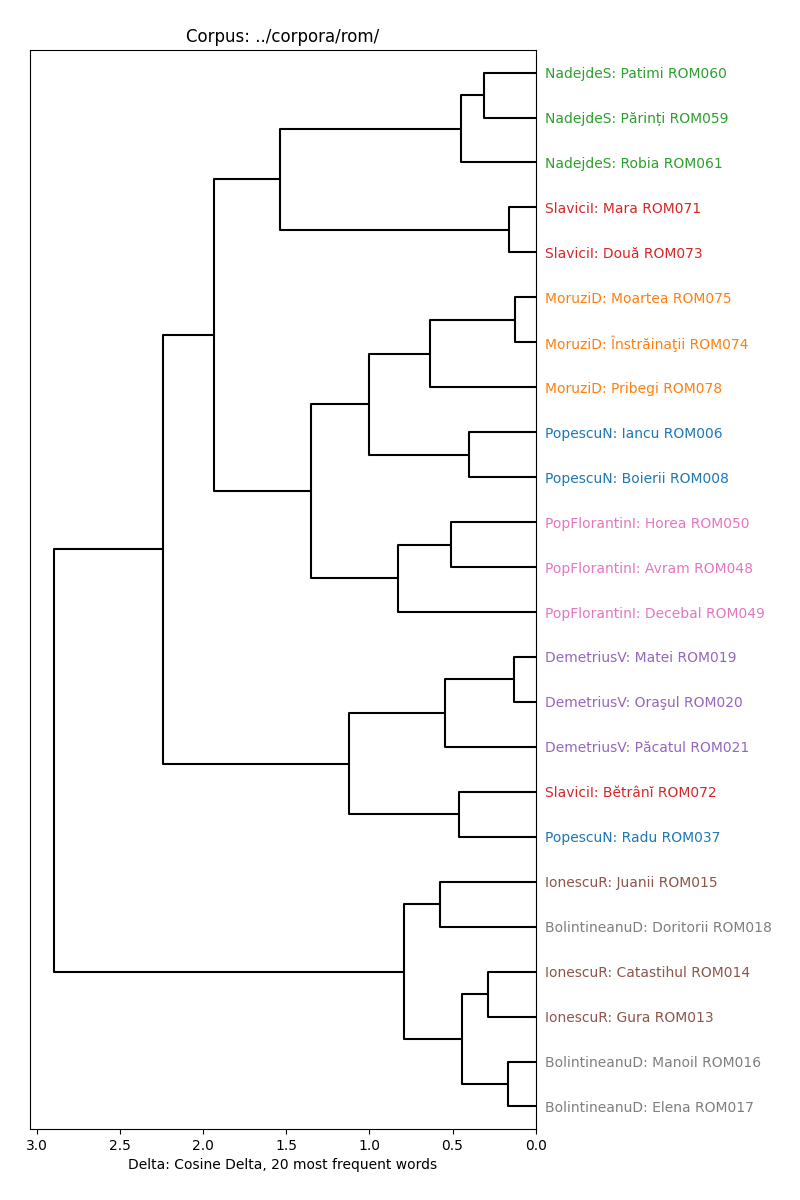 Corpus: ../corpora/rom/
NadejdeS: Patimi ROM060
NadejdeS: Părinți ROM059
NadejdeS: Robia ROM061
SlaviciI: Mara ROM071
SlaviciI: Două ROM073
MoruziD: Moartea ROM075
MoruziD: Înstrăinaţii ROM074
MoruziD: Pribegi ROM078
PopescuN: Iancu ROM006
PopescuN: Boierii ROM008
PopFlorantinI: Horea ROM050
PopFlorantinI: Avram ROM048
PopFlorantinI: Decebal ROM049
DemetriusV: Matei ROM019
DemetriusV: Oraşul ROM020
DemetriusV: Păcatul ROM021
SlaviciI: Bĕtrânĭ ROM072
PopescuN: Radu ROM037
IonescuR: Juanii ROM015
BolintineanuD: Doritorii ROM018
IonescuR: Catastihul ROM014
IonescuR: Gura ROM013
BolintineanuD: Manoil ROM016
BolintineanuD: Elena ROM017
3.0 2.5 2.0 1.5 1.0 0.5 0.0
Delta: Cosine Delta, 20 most frequent words